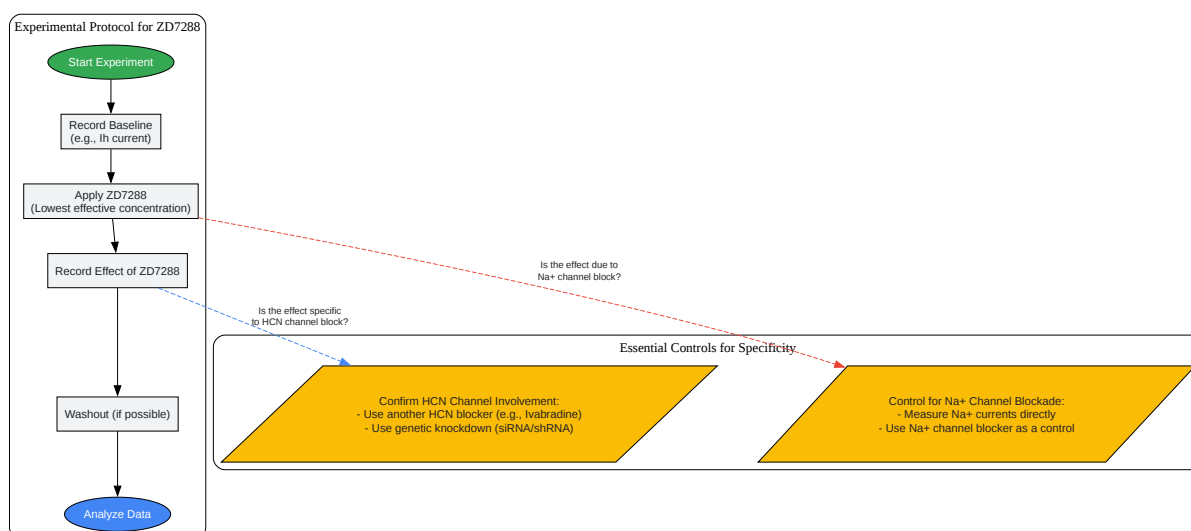 Experimental Protocol for ZD7288
Start Experiment
Record Baseline
(e.g., Ih current)
Apply ZD7288
(Lowest effective concentration)
Record Effect of ZD7288
Washout (if possible)
Analyze Data
Is the effect due to
Na+ channel block?
Is the effect specific
to HCN channel block?
Essential Controls for Specificity
Confirm HCN Channel Involvement:
- Use another HCN blocker (e.g., Ivabradine)
- Use genetic knockdown (siRNA/shRNA)
Control for Na+ Channel Blockade:
- Measure Na+ currents directly
- Use Na+ channel blocker as a control